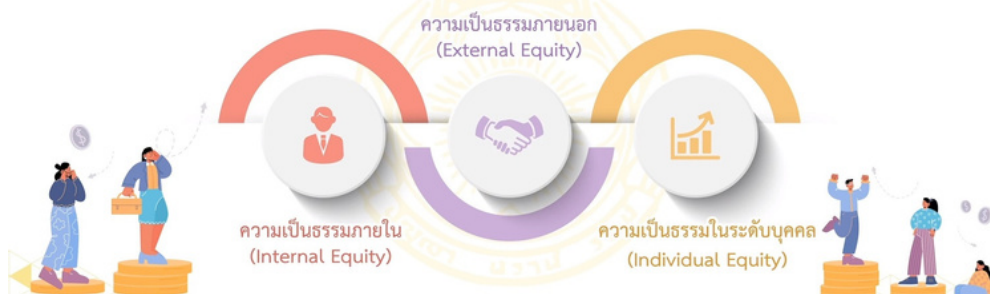 ความเป็นธรรมภายนอก
(External Equity)
ความเป็นธรรมภายใน
(Internal Equity)
ความเป็นธรรมในระดับบุคคล
(Individual Equity)